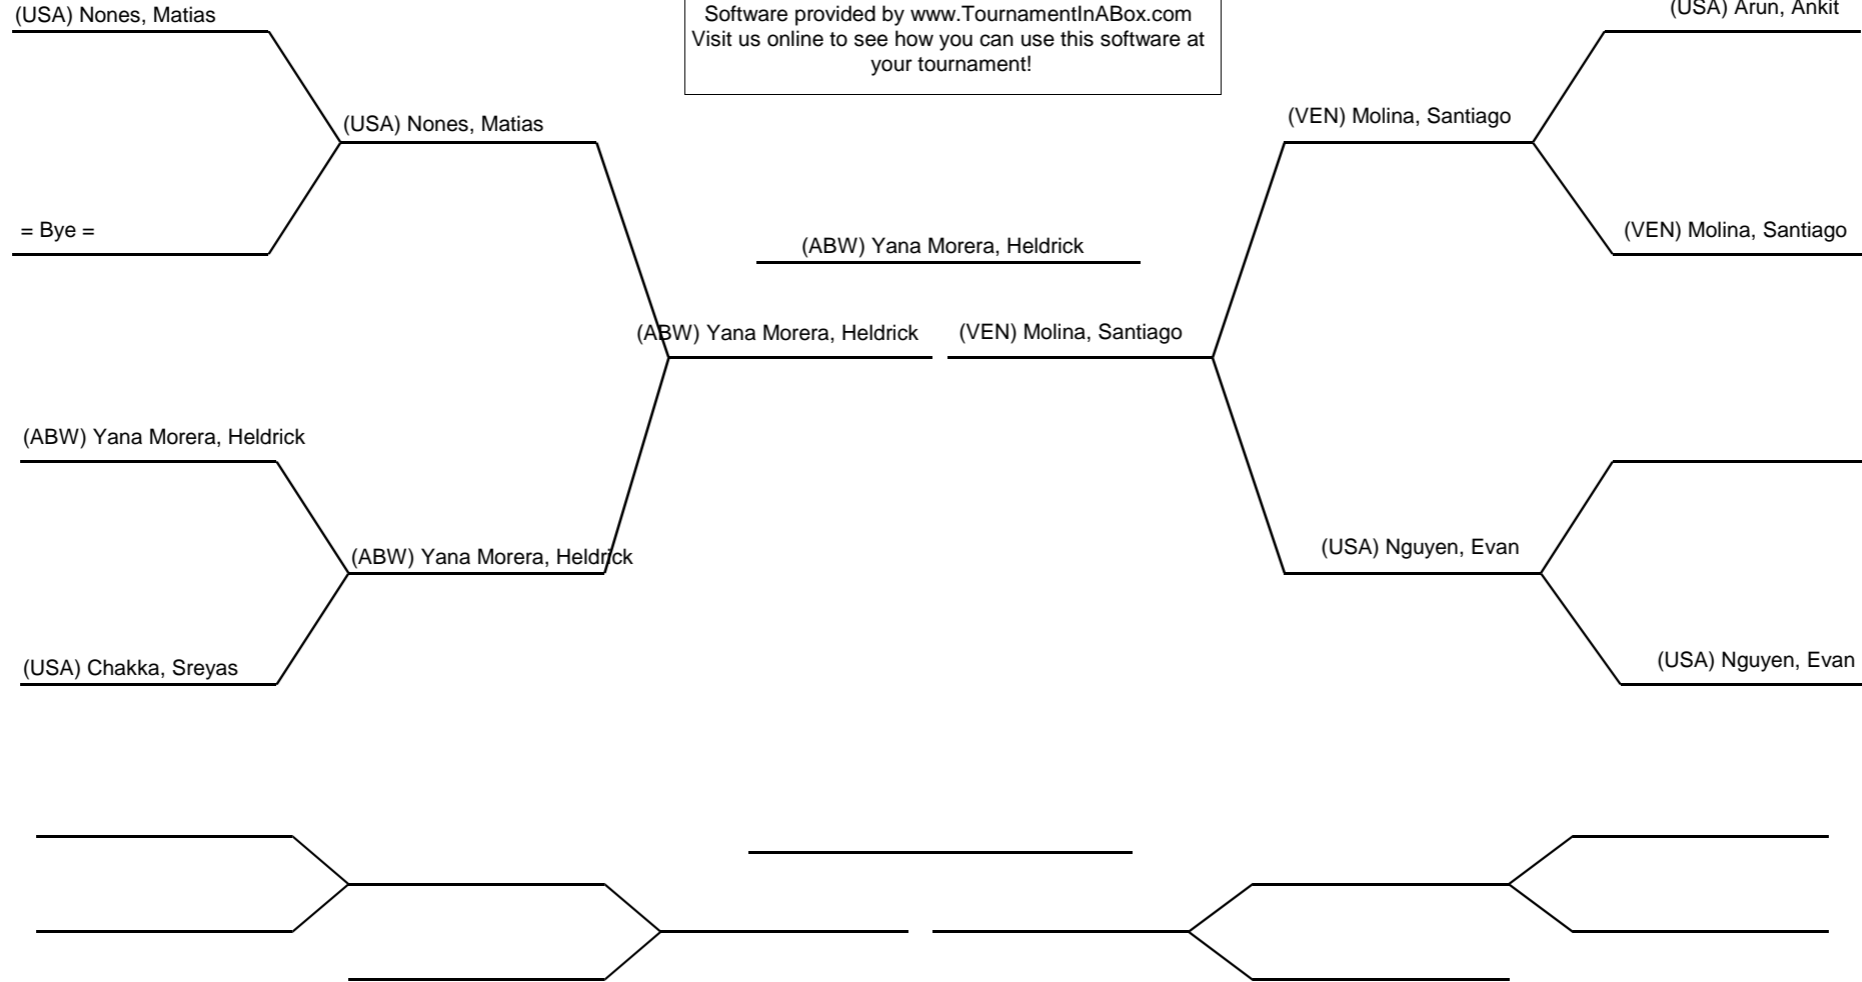 (USA) Nones, Matias
Software provided by www.TournamentInABox.com
Visit us online to see how you can use this software at
your tournament!
(USA) Arun, Ankit
(USA) Nones, Matias
(VEN) Molina, Santiago
= Bye =
(VEN) Molina, Santiago
(ABW) Yana Morera, Heldrick
(ABW) Yana Morera, Heldrick
(VEN) Molina, Santiago
(ABW) Yana Morera, Heldrick
(ABW) Yana Morera, Heldrick
(USA) Nguyen, Evan
(USA) Chakka, Sreyas
(USA) Nguyen, Evan